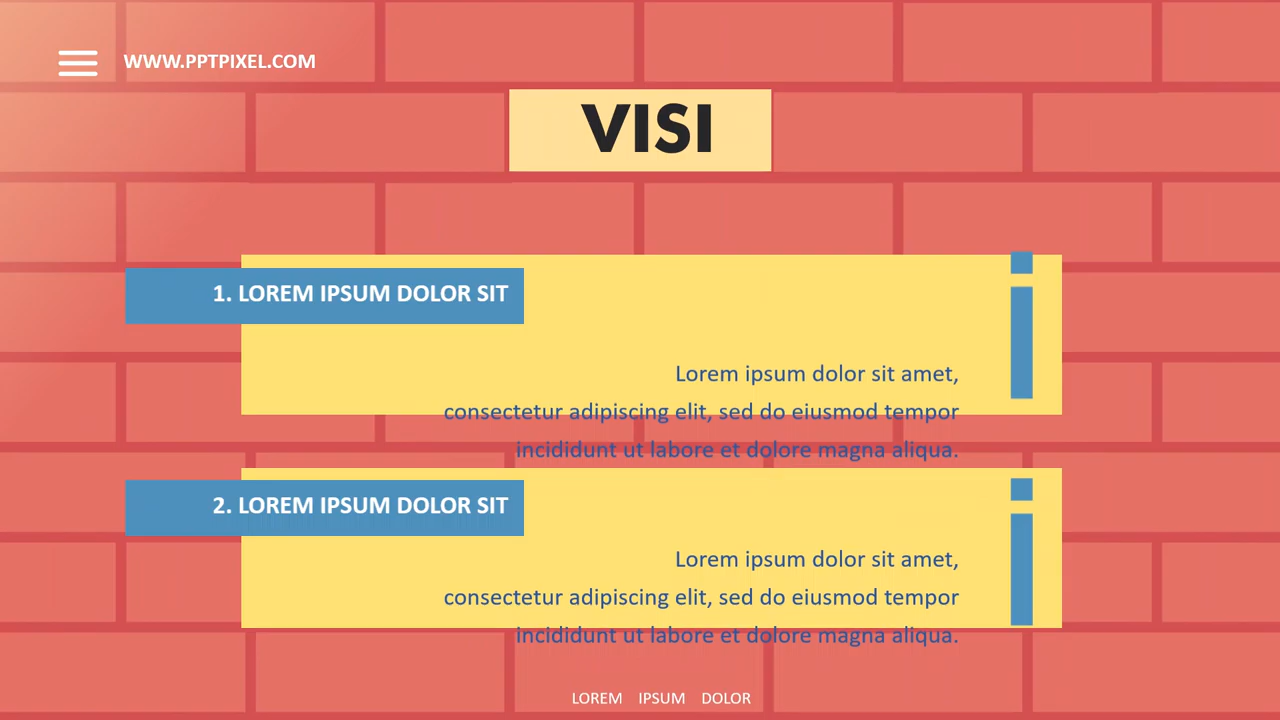 WWW.PPTPIXEL.COM
VISI
1. LOREM IPSUM DOLOR SIT
Lorem ipsum dolor sit amet,
consectetur adipiscing elit, sed do eiusmod tempor
incididunt ut labore et dolore magna aliqua.
2. LOREM IPSUM DOLOR SIT
Lorem ipsum dolor sit amet,
consectetur adipiscing elit, sed do eiusmod tempor
incididunt ut labore et dolore magna aliqua.
LOREM IPSUM DOLOR